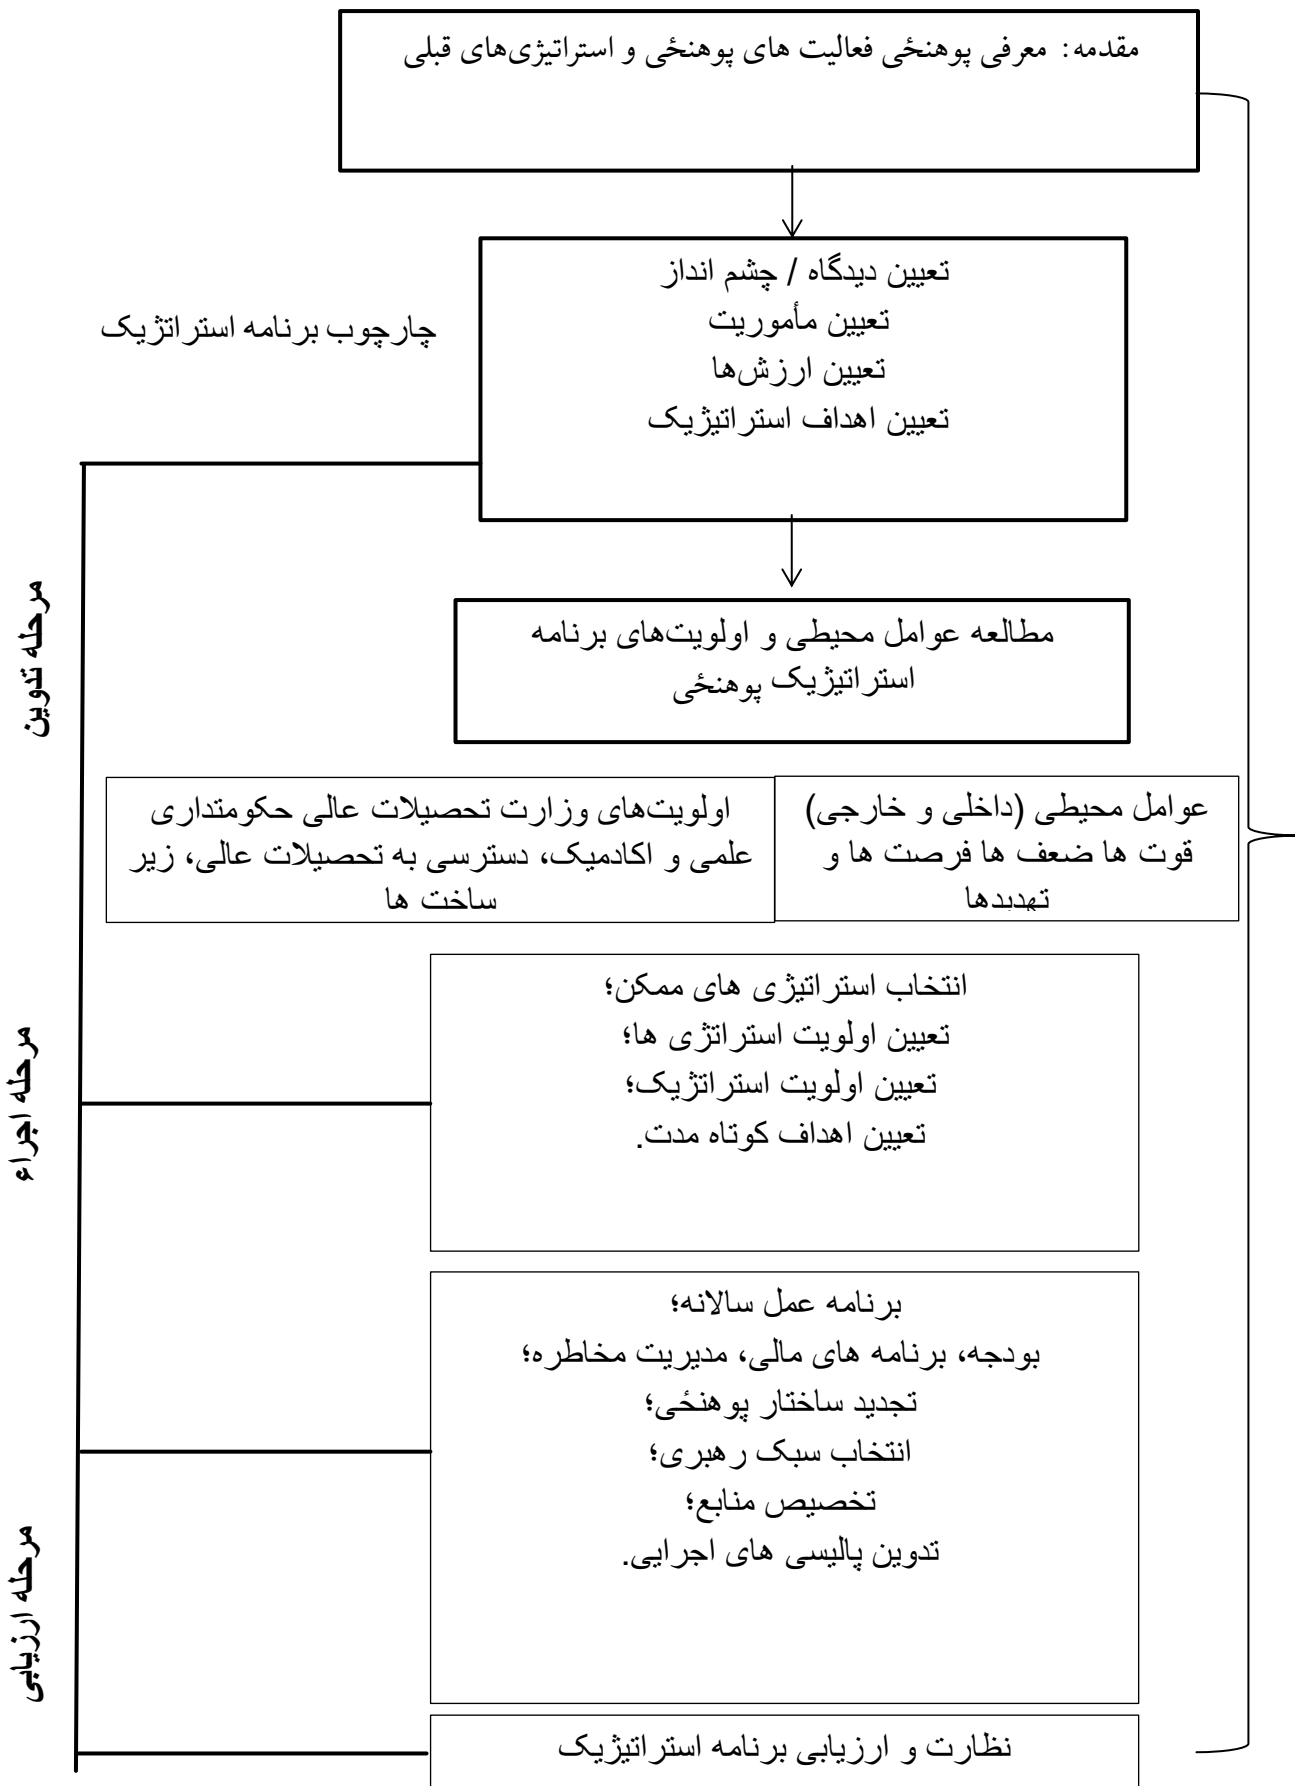 مقدمه: معرفی پوهنځی فعالیت های پوهنځی و استراتیژی‌های قبلی
تعیین دیدگاه / چشم انداز
تعیین مأموریت
تعیین ارزش‌ها
تعیین اهداف استراتیژیک
چارچوب برنامه استراتژیک
مرحله تدوین
مطالعه عوامل محیطی و اولویت‌های برنامه
استراتیژیک پوهنځی
عوامل محیطی (داخلی و خارجی)
قوت ها ضعف ها فرصت ها و
تهدیدها
اولویت‌های وزارت تحصیلات عالی حکومتداری
علمی و اکادمیک، دسترسی به تحصیلات عالی، زیر
ساخت ها
مرحله اجراء
انتخاب استراتیژی های ممکن؛
تعیین اولویت استراتژی ها؛
تعیین اولویت استراتژیک؛
تعیین اهداف کوتاه مدت.
برنامه عمل سالانه؛
بودجه، برنامه های مالی، مدیریت مخاطره؛
تجدید ساختار پوهنځی؛
انتخاب سبک رهبری؛
تخصیص منابع؛
تدوین پالیسی های اجرایی.
مرحله ارزیابی
نظارت و ارزیابی برنامه استراتیژیک